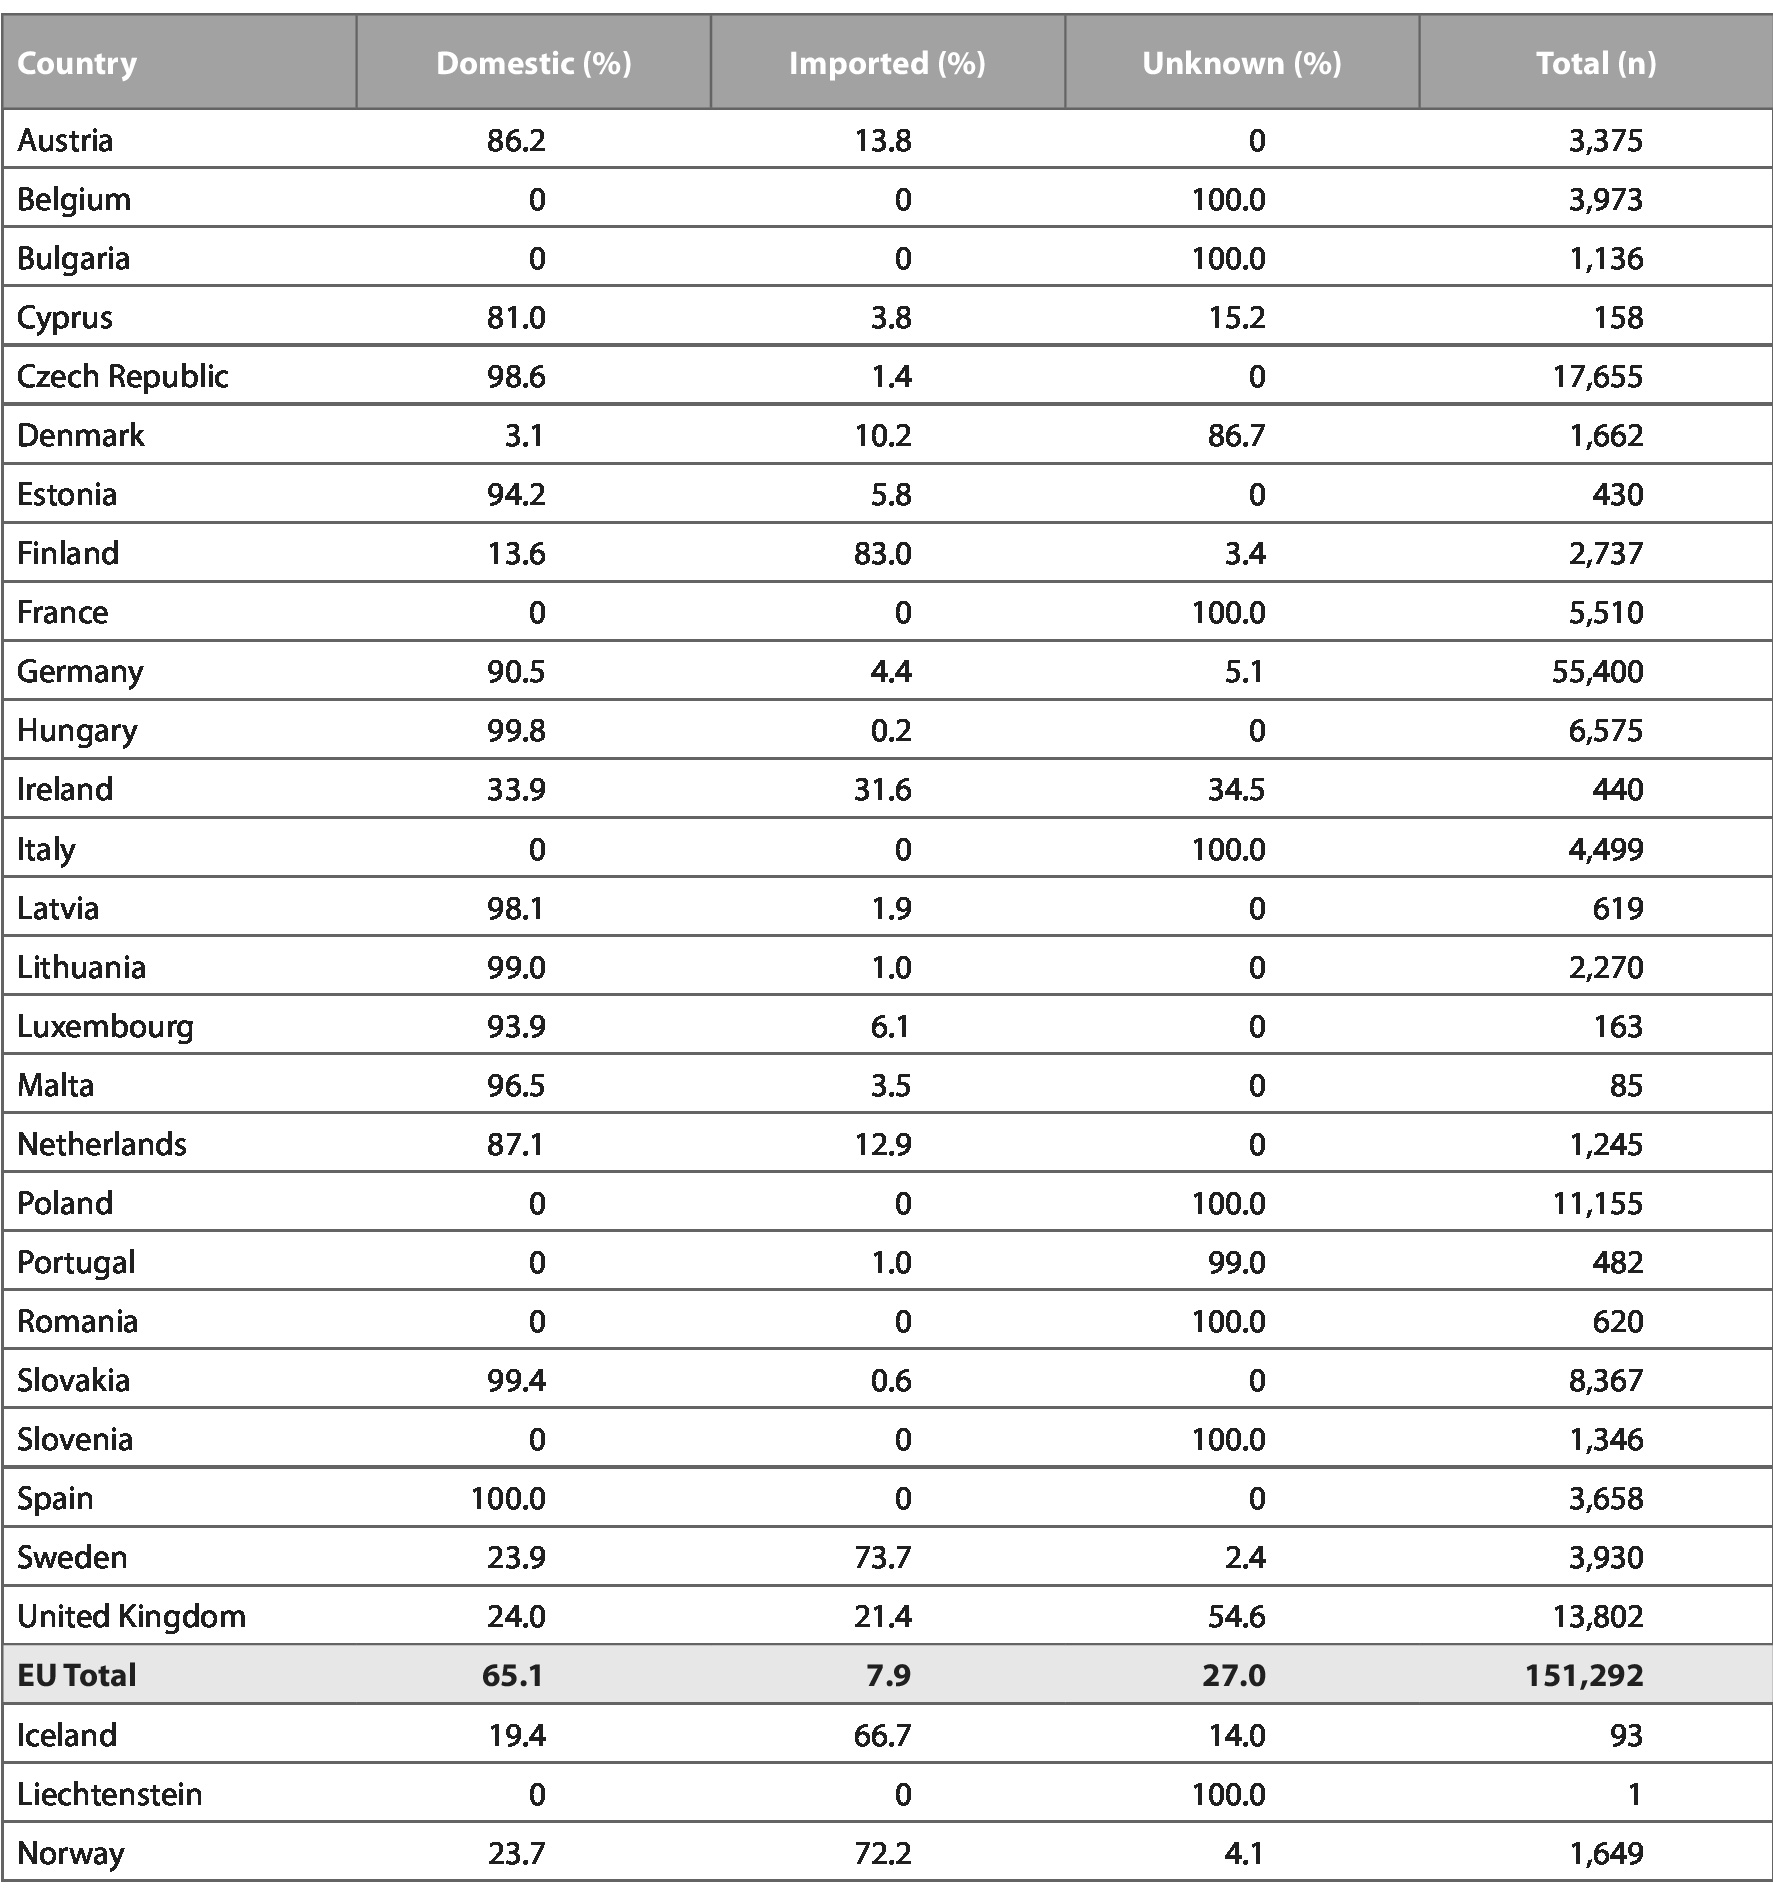 Country Domestic (%) Imported (%) Unknown (%) Total (n)
Austria 86.2 13.8 0 3,375
Belgium 0 0 100.0 3,973
Bulgaria 0 0 100.0 1,136
Cyprus 81.0 3.8 15.2 158
Czech Republic 98.6 1.4 0 17,655
Denmark 3.1 10.2 86.7 1,662
Estonia 94.2 5.8 0 430
Finland 13.6 83.0 3.4 2,737
France 0 0 100.0 5,510
Germany 90.5 4.4 5.1 55,400
Hungary 99.8 0.2 0 6,575
Ireland 33.9 31.6 34.5 440
Italy 0 0 100.0 4,499
Latvia 98.1 1.9 0 619
Lithuania 99.0 1.0 0 2,270
Luxembourg 93.9 6.1 0 163
Malta 96.5 3.5 0 85
Netherlands 87.1 12.9 0 1,245
Poland 0 0 100.0 11,155
Portugal 0 1.0 99.0 482
Romania 0 0 100.0 620
Slovakia 99.4 0.6 0 8,367
Slovenia 0 0 100.0 1,346
Spain 100.0 0 0 3,658
Sweden 23.9 73.7 2.4 3,930
United Kingdom 24.0 21.4 54.6 13,802
EU Total 65.1 7.9 27.0 151,292
Iceland 19.4 66.7 14.0 93
Liechtenstein 0 0 100.0 1
Norway 23.7 72.2 4.1 1,649